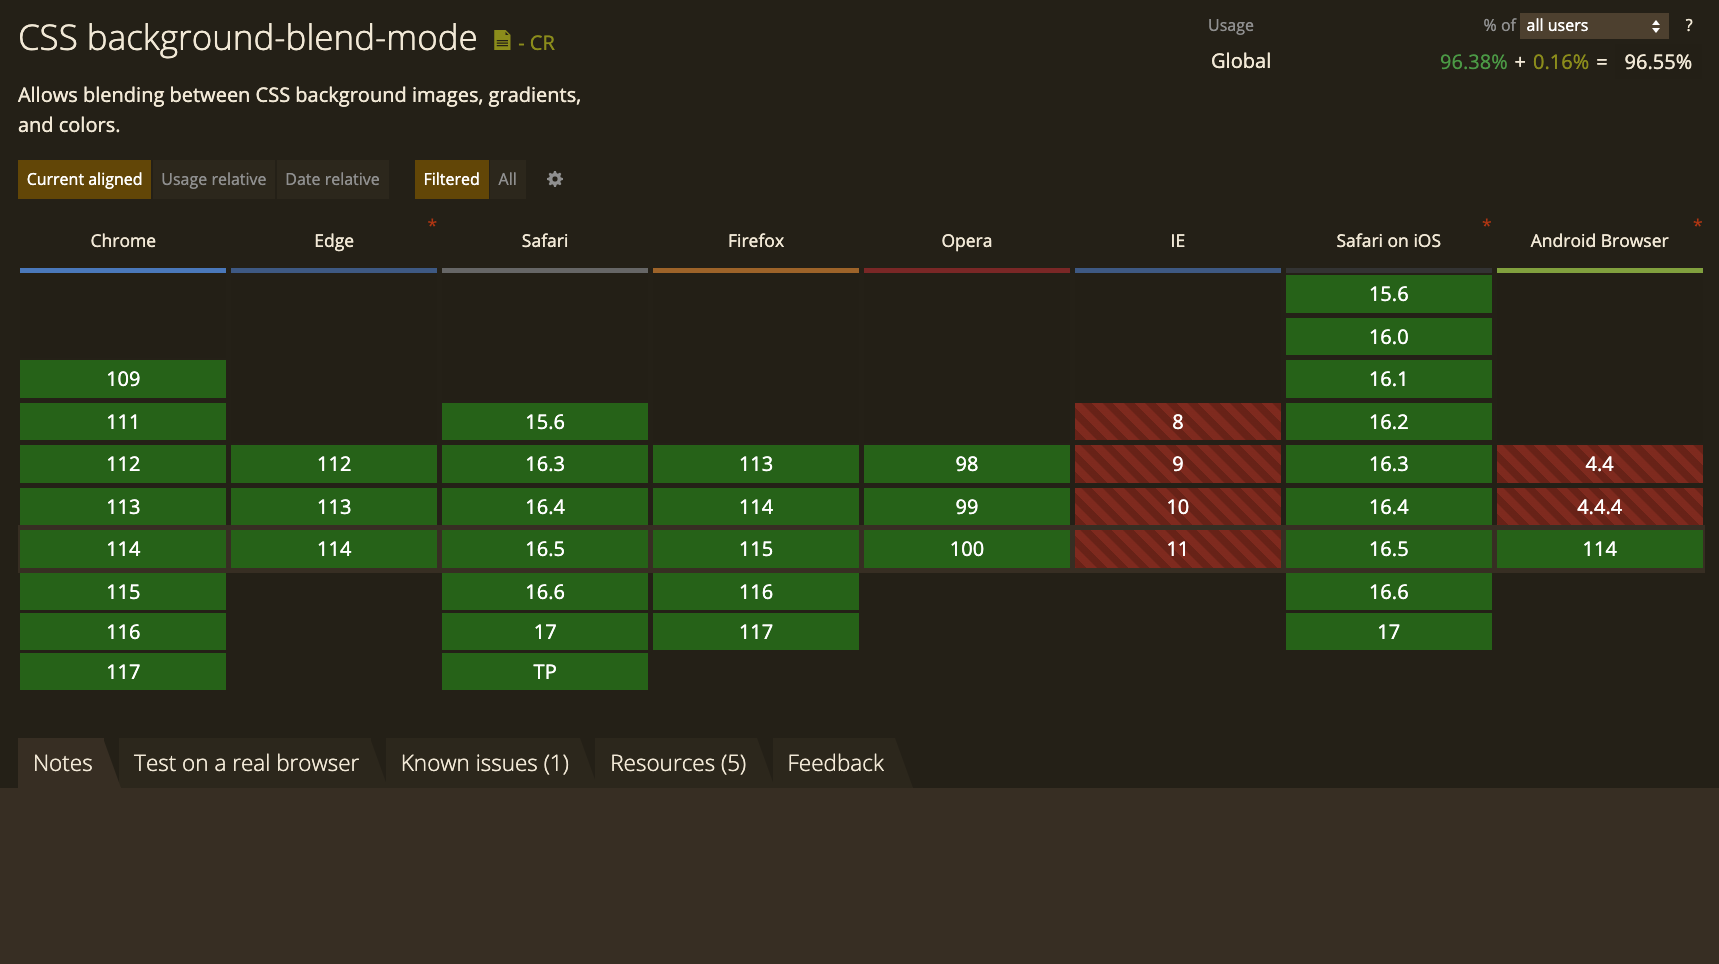 CSS background-blend-mode - CR
Usage % of all users ?
Global 96.38% + 0.16% = 96.55%
Allows blending between CSS background images, gradients,
and colors.
Current aligned Usage relative Date relative Filtered All
* * *
Chrome Edge Safari Firefox Opera IE Safari on iOS Android Browser
15.6
16.0
109 16.1
111 15.6 8 16.2
112 112 16.3 113 98 9 16.3 4.4
113 113 16.4 114 99 10 16.4 4.4.4
114 114 16.5 115 100 11 16.5 114
115 16.6 116 16.6
116 17 117 17
117 TP
Notes Test on a real browser Known issues (1) Resources (5) Feedback